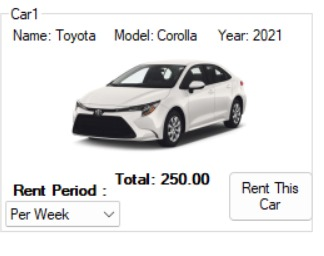 Car1
Name: Toyota Model: Corolla Year: 2021
Total: 250.00
Rent Period :
Per Week
Rent This
Car